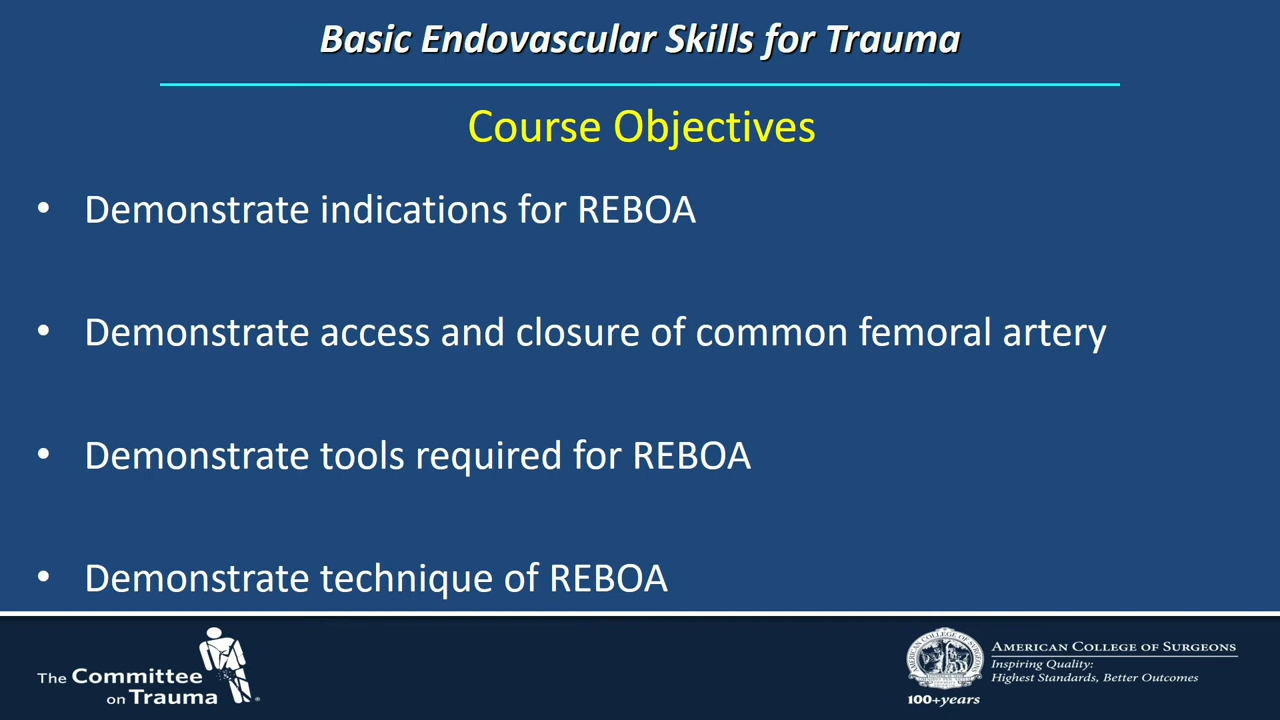 Basic Endovascular Skills for Trauma
Course Objectives
• Demonstrate indications for REBOA
• Demonstrate access and closure of common femoral artery
• Demonstrate tools required for REBOA
• Demonstrate technique of REBOA
The Committee
on Trauma
AMERICAN COLLEGE OF SURGEONS
Inspiring Quality:
Highest Standards, Better Outcomes
100+years